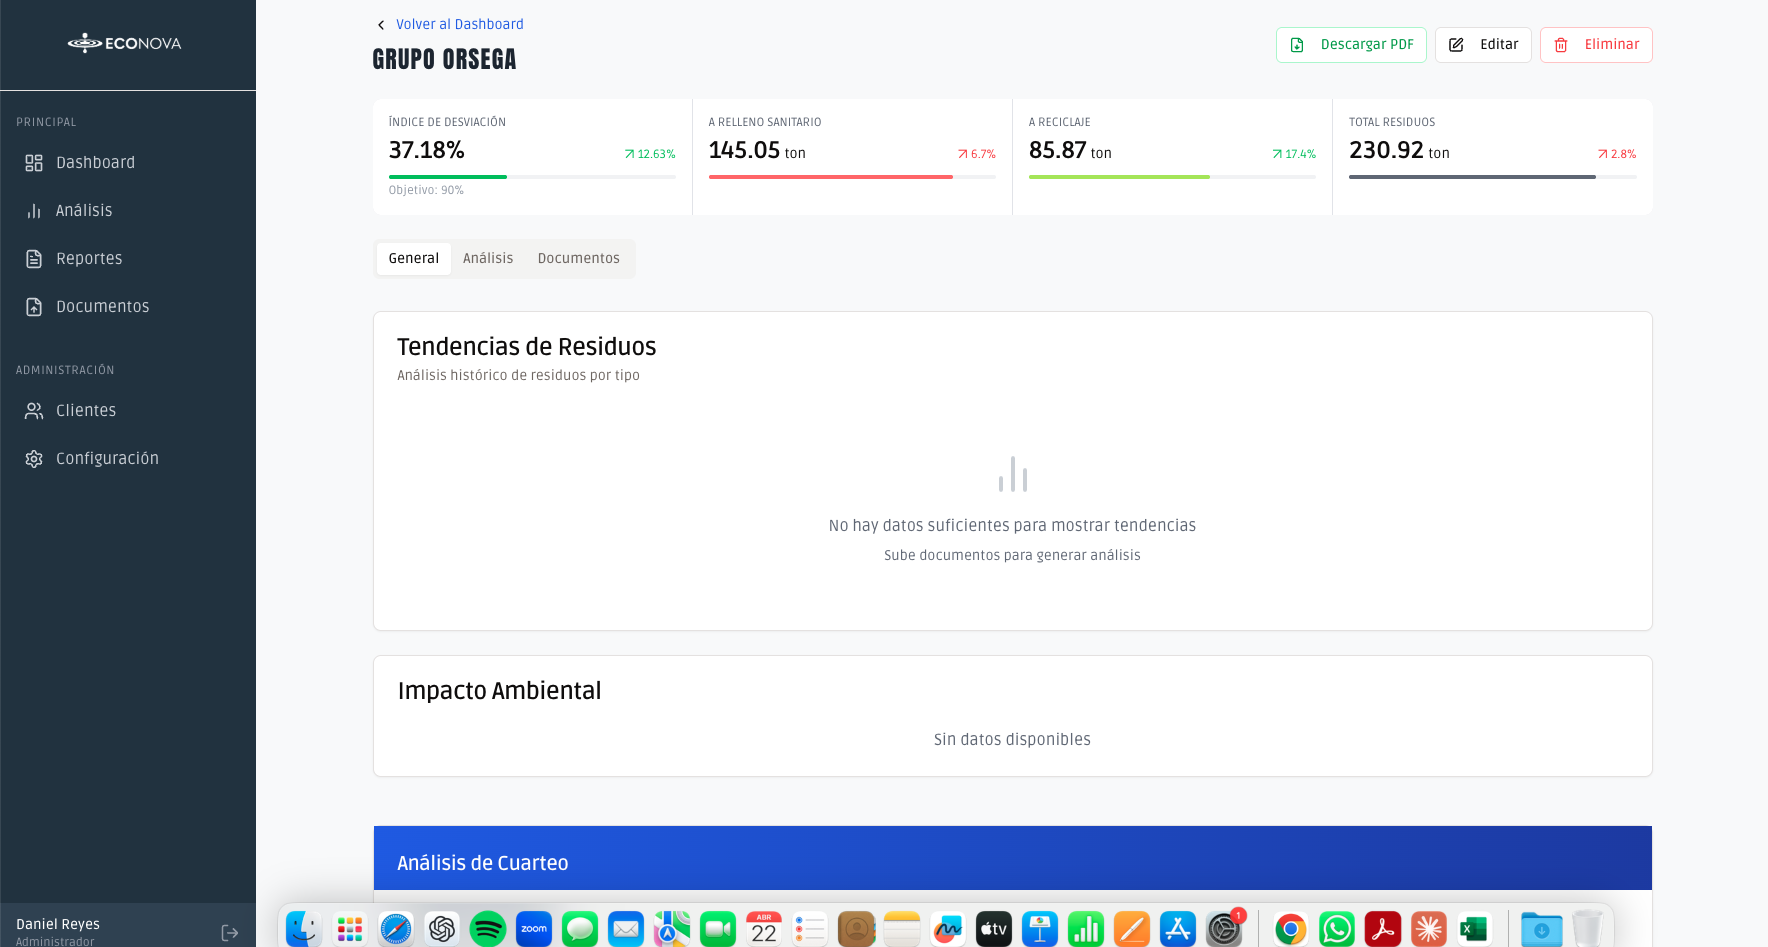 ECONOVA
PRINCIPAL
Dashboard
Análisis
Reportes
Documentos
ADMINISTRACIÓN
Clientes
Configuración
Daniel Reyes
Administrador
Volver al Dashboard
GRUPO ORSEGA
Descargar PDF
Editar
Eliminar
ÍNDICE DE DESVIACIÓN
37.18%
12.63%
Objetivo: 90%
A RELLENO SANITARIO
145.05 ton
6.7%
A RECICLAJE
85.87 ton
17.4%
TOTAL RESIDUOS
230.92 ton
2.8%
General
Análisis
Documentos
Tendencias de Residuos
Análisis histórico de residuos por tipo
No hay datos suficientes para mostrar tendencias
Sube documentos para generar análisis
Impacto Ambiental
Sin datos disponibles
Análisis de Cuarteo
zoom
ABR
22
tv
1
X